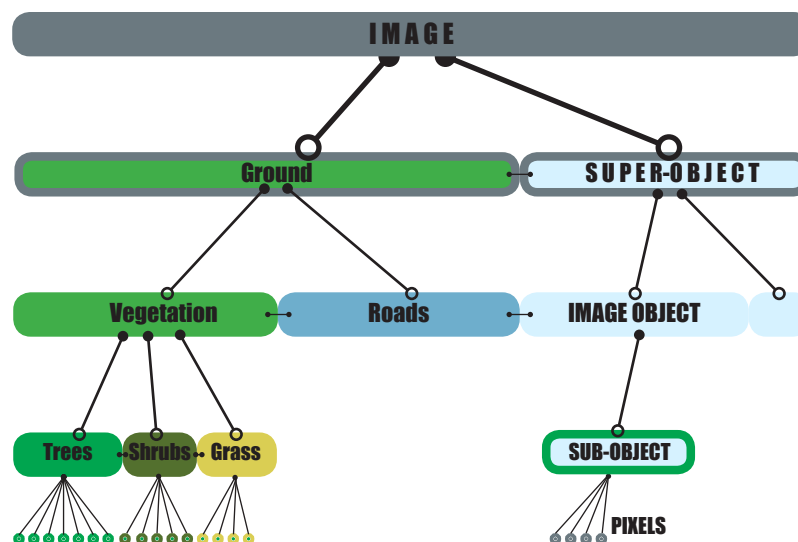 IMAGE
Ground
SUPER-OBJECT
Vegetation
Roads
IMAGE OBJECT
Trees
Shrubs
Grass
SUB-OBJECT
PIXELS